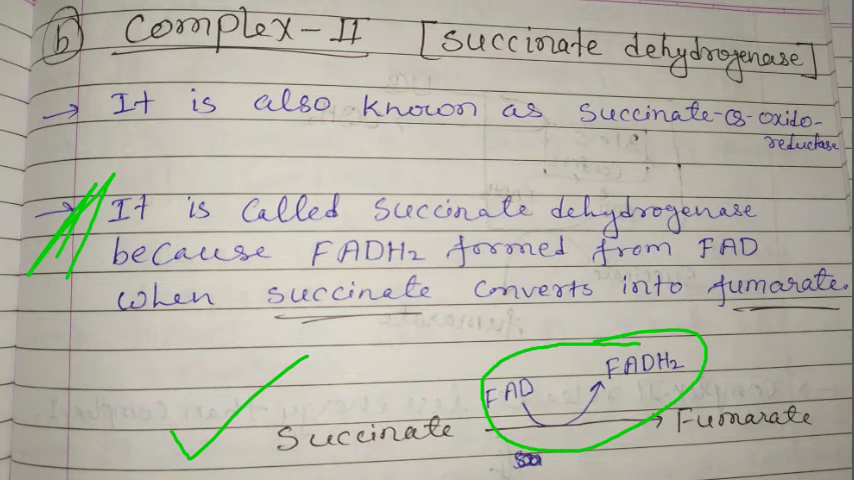 b) Complex-II [Succinate dehydrogenase]
→ It is also known as Succinate-Q-oxido-
reductase
→ It is called succinate dehydrogenase
because FADH2 formed from FAD
when succinate converts into fumarate.
FAD FADH2
Succinate → Fumarate